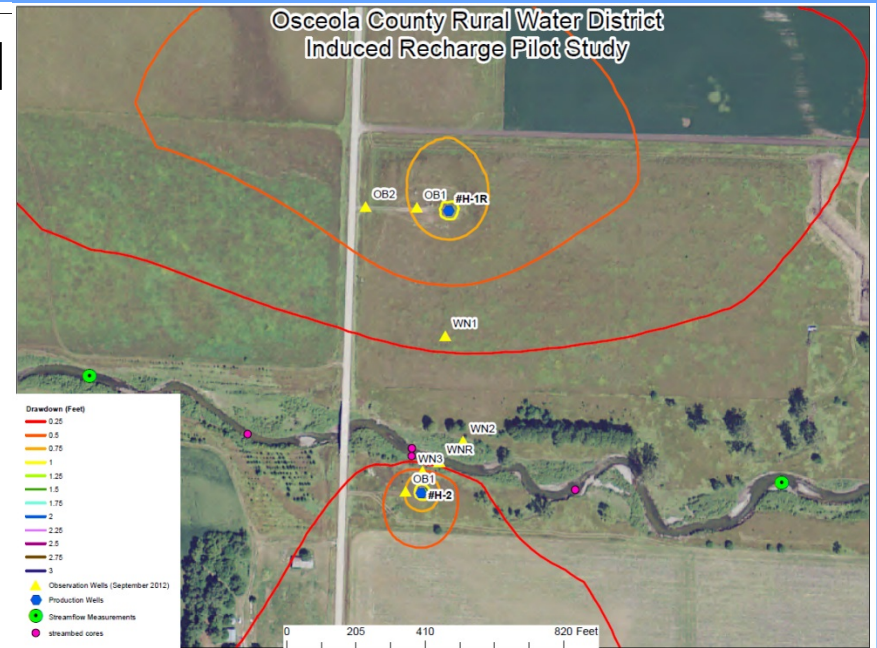 Osceola County Rural Water District
Induced Recharge Pilot Study
OB2
OB1
#H-1R
WN1
WN2
WNR
WN3
OB1
#H-2
Drawdown (Feet)
0.25
0.5
0.75
1
1.25
1.5
1.75
2
2.25
2.5
2.75
3
Observation Wells (September 2012)
Production Wells
Streamflow Measurements
streambed cores
0 205 410 820 Feet